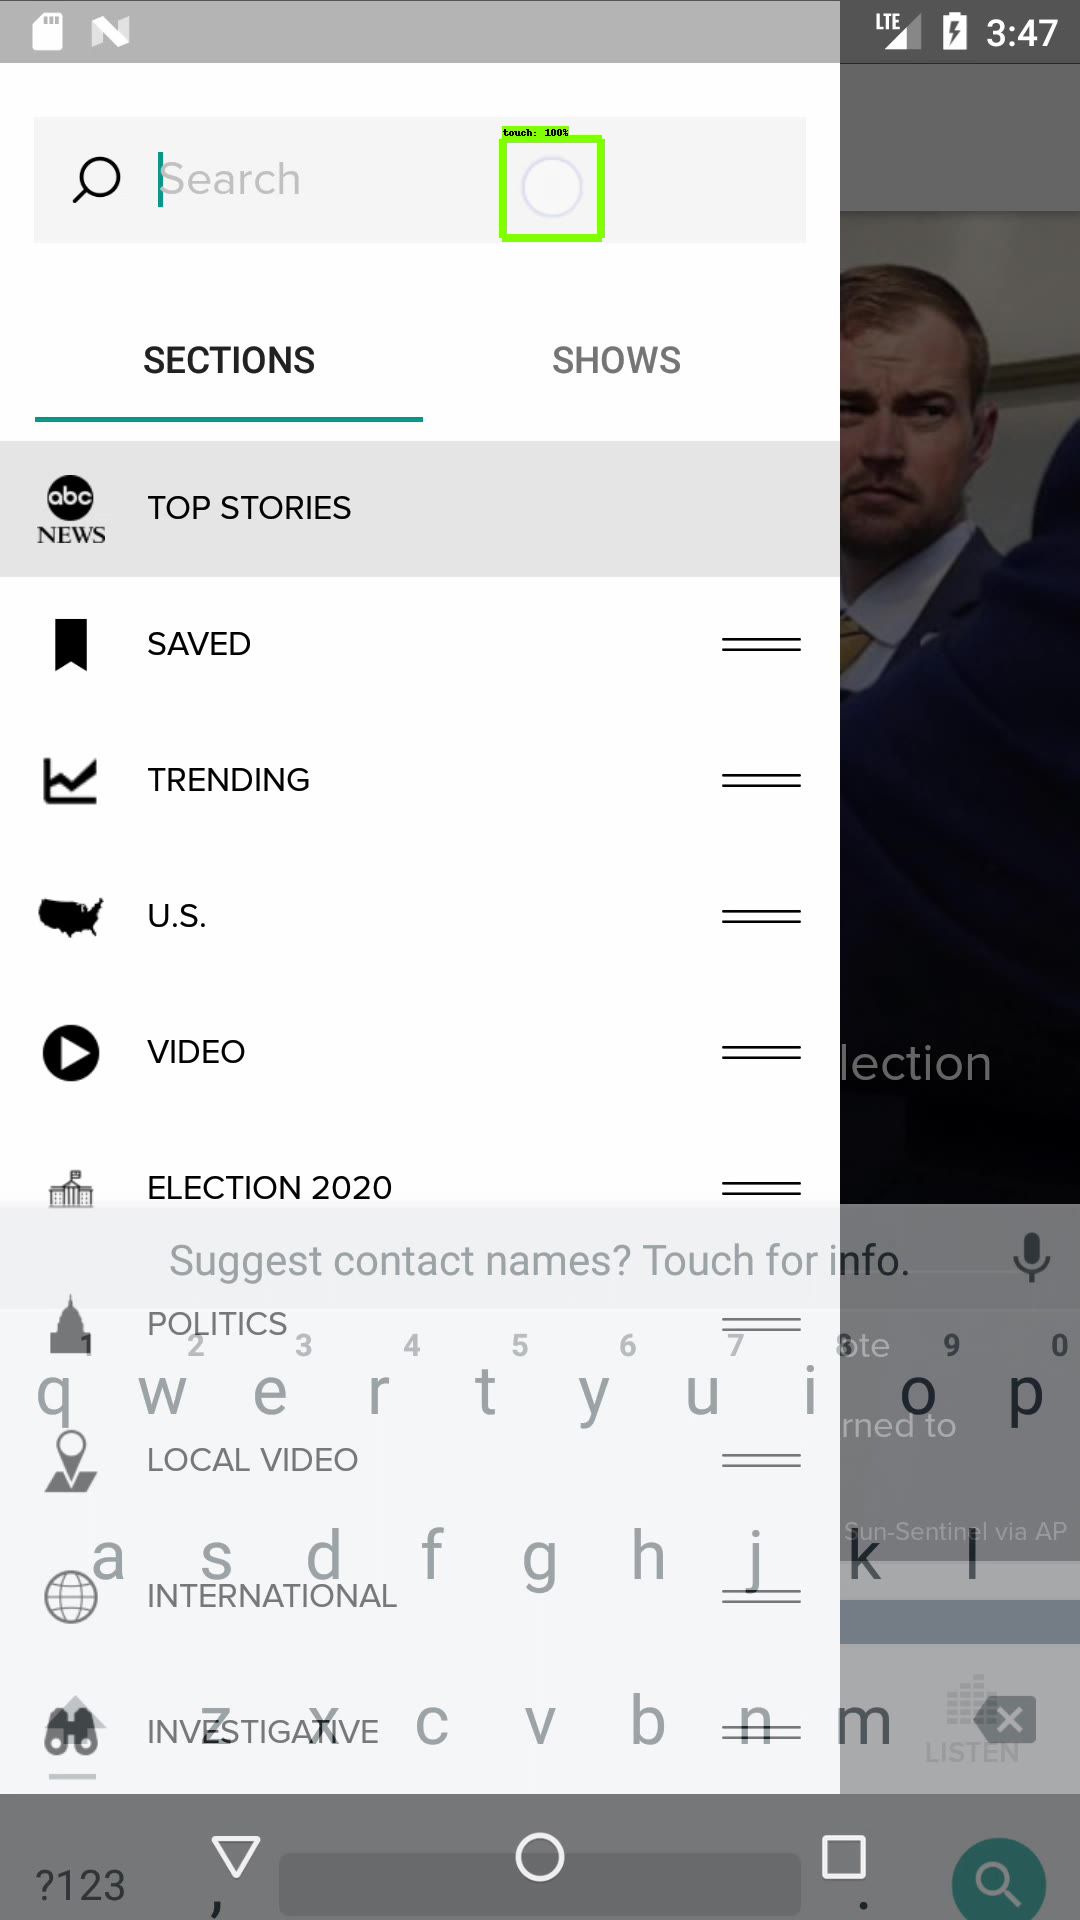 LTE 3:47
touch: 100%
Search
SECTIONS SHOWS
abc NEWS TOP STORIES
SAVED
TRENDING
U.S.
VIDEO
lection
ELECTION 2020
Suggest contact names? Touch for info.
POLITICS
1 2 3 4 5 6 7 8 9 0
ote
q w e r t y u i o p
rned to
LOCAL VIDEO
Sun-Sentinel via AP
a s d f g h j k l
INTERNATIONAL
z x c v b n m
INVESTIGATIVE
LISTEN
?123 , .